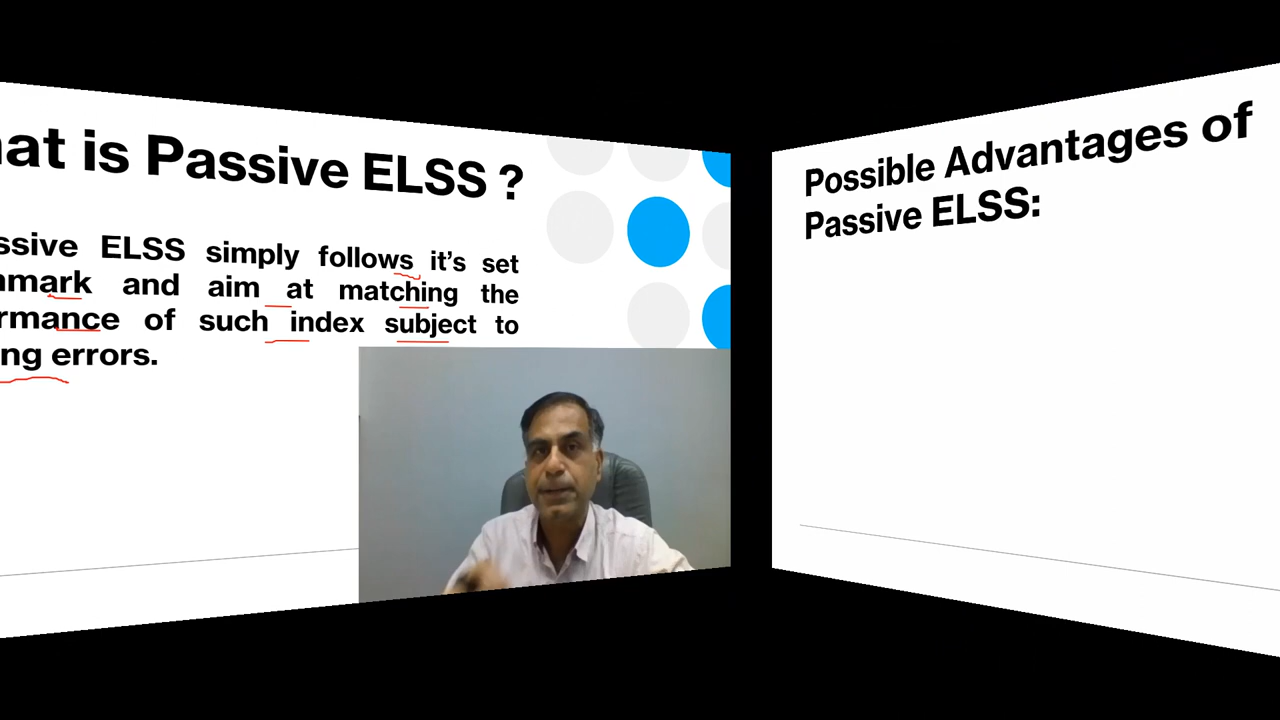 at is Passive ELSS ?
ssive ELSS simply follows it's set
mark and aim at matching the
rmance of such index subject to
ng errors.
Possible Advantages of
Passive ELSS: